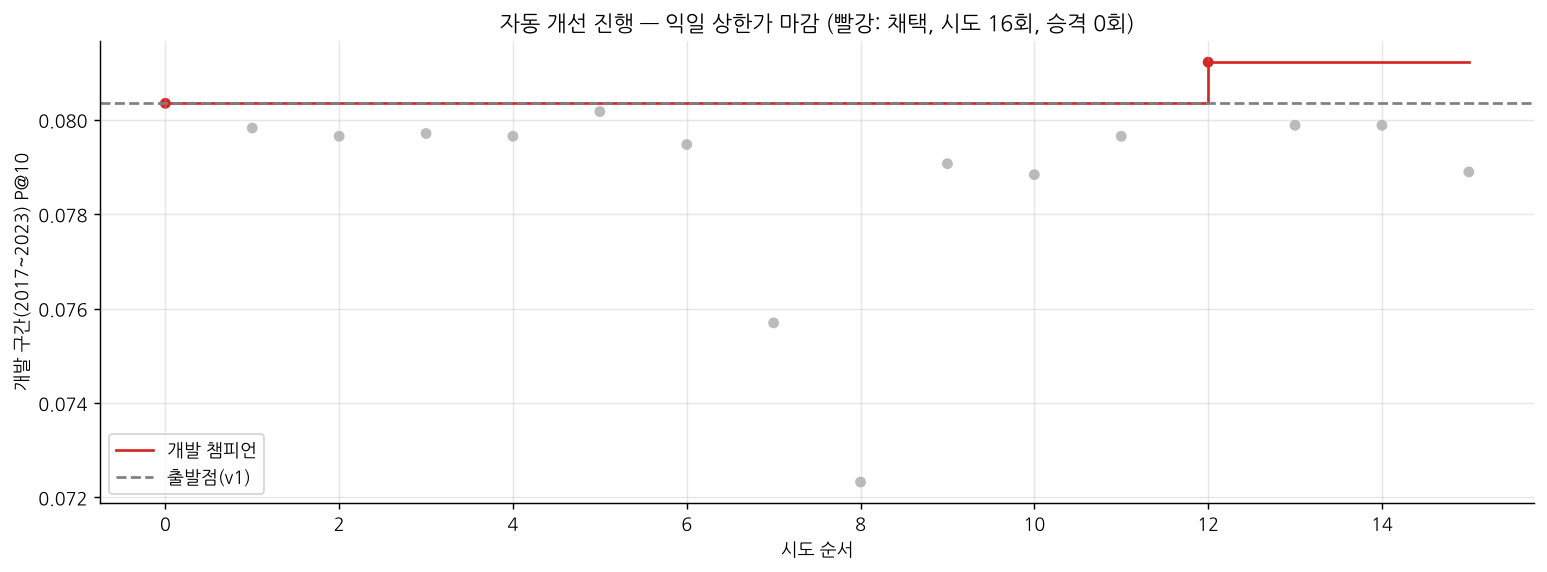 자동 개선 진행 — 익일 상한가 마감 (빨강: 채택, 시도 16회, 승격 0회)
개발 구간(2017~2023) P@10
0.080
0.078
0.076
0.074
0.072
개발 챔피언
출발점(v1)
0 2 4 6 8 10 12 14
시도 순서